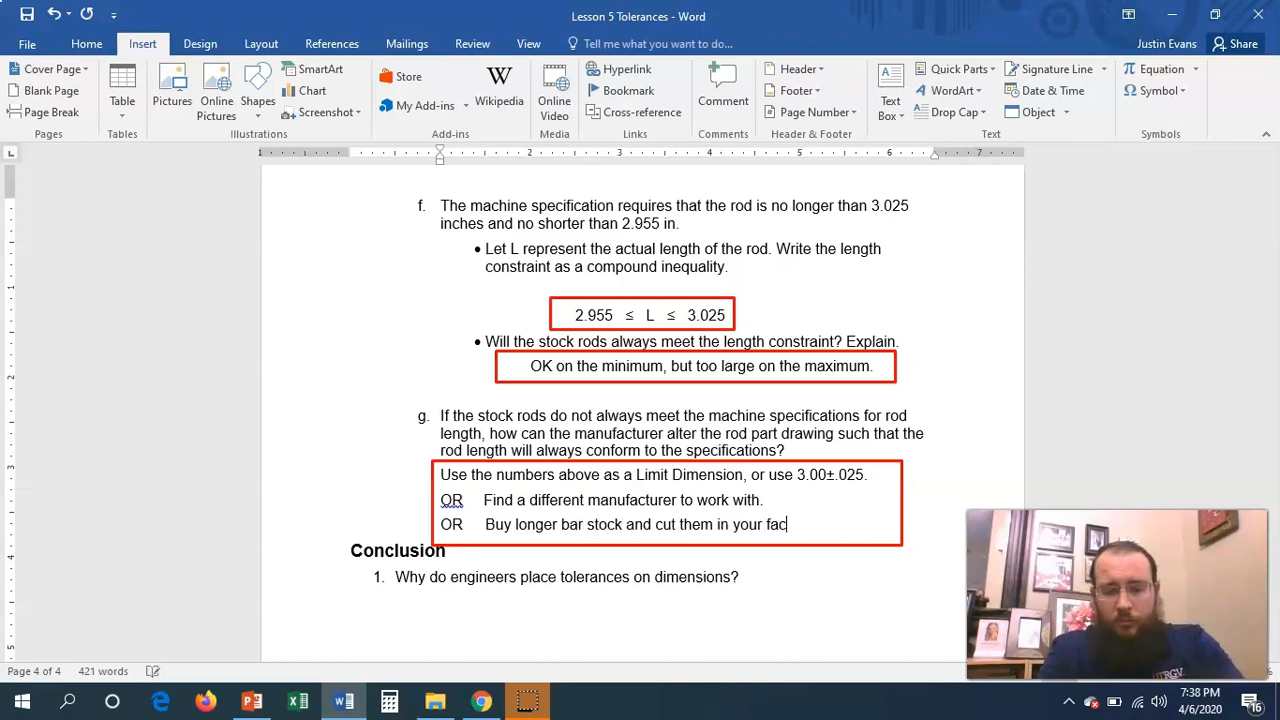 Lesson 5 Tolerances - Word
File Home Insert Design Layout References Mailings Review View Tell me what you want to do... Justin Evans Share
Cover Page
Blank Page
Page Break
Pages
Table
Tables
Pictures
Online Pictures
Shapes
SmartArt
Chart
Screenshot
Illustrations
Store
My Add-ins
Wikipedia
Add-ins
Online Video
Media
Hyperlink
Bookmark
Cross-reference
Links
Comment
Comments
Header
Footer
Page Number
Header & Footer
Text Box
Quick Parts
WordArt
Drop Cap
Signature Line
Date & Time
Object
Text
Equation
Symbol
Symbols
1 1 2 3 4 5 6 7
f. The machine specification requires that the rod is no longer than 3.025
inches and no shorter than 2.955 in.
• Let L represent the actual length of the rod. Write the length
constraint as a compound inequality.
2.955 ≤ L ≤ 3.025
• Will the stock rods always meet the length constraint? Explain.
OK on the minimum, but too large on the maximum.
g. If the stock rods do not always meet the machine specifications for rod
length, how can the manufacturer alter the rod part drawing such that the
rod length will always conform to the specifications?
Use the numbers above as a Limit Dimension, or use 3.00±.025.
OR Find a different manufacturer to work with.
OR Buy longer bar stock and cut them in your fac
Conclusion
1. Why do engineers place tolerances on dimensions?
UTRGV
Page 4 of 4 421 words
7:38 PM
4/6/2020
16